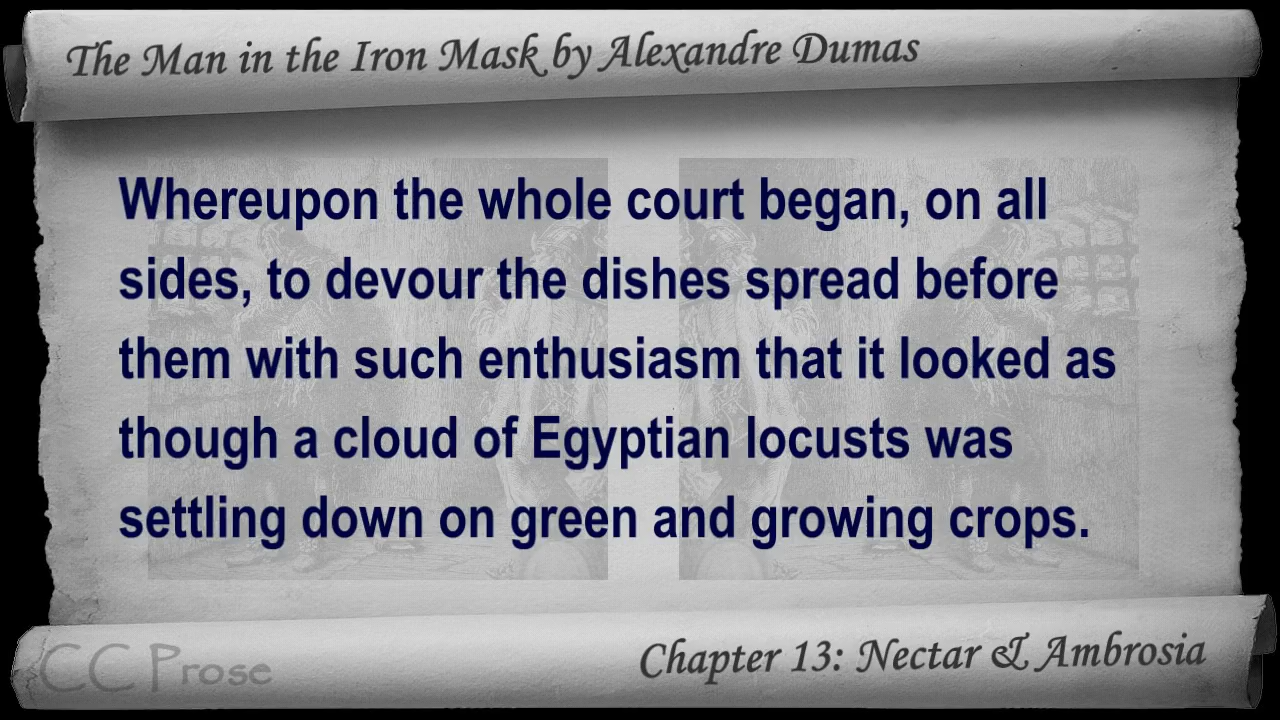 The Man in the Iron Mask by Alexandre Dumas
Whereupon the whole court began, on all
sides, to devour the dishes spread before
them with such enthusiasm that it looked as
though a cloud of Egyptian locusts was
settling down on green and growing crops.
CC Prose
Chapter 13: Nectar & Ambrosia